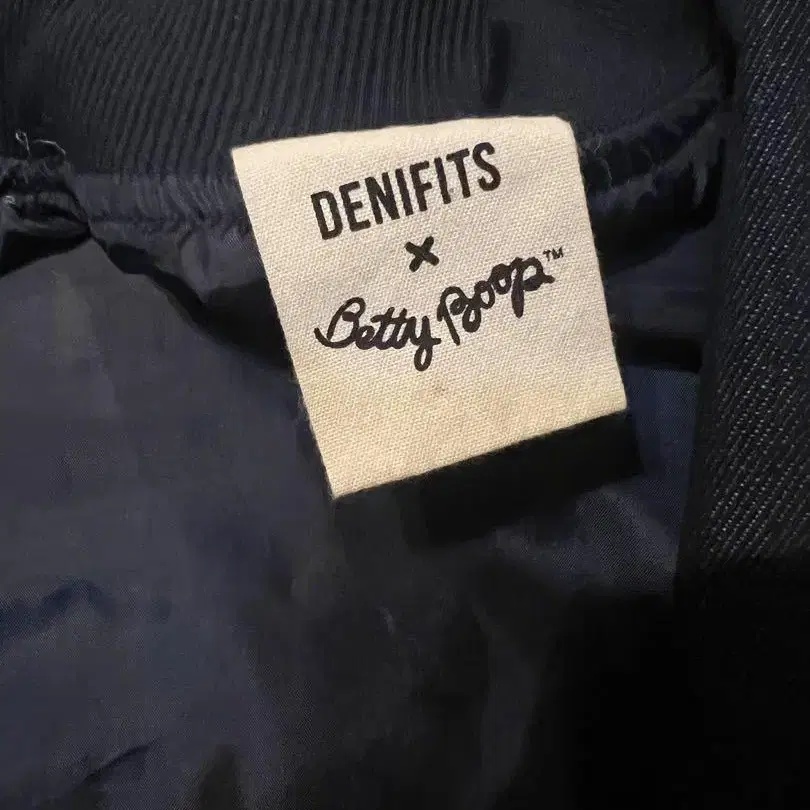 DENIFITS
×
Betty Boop™